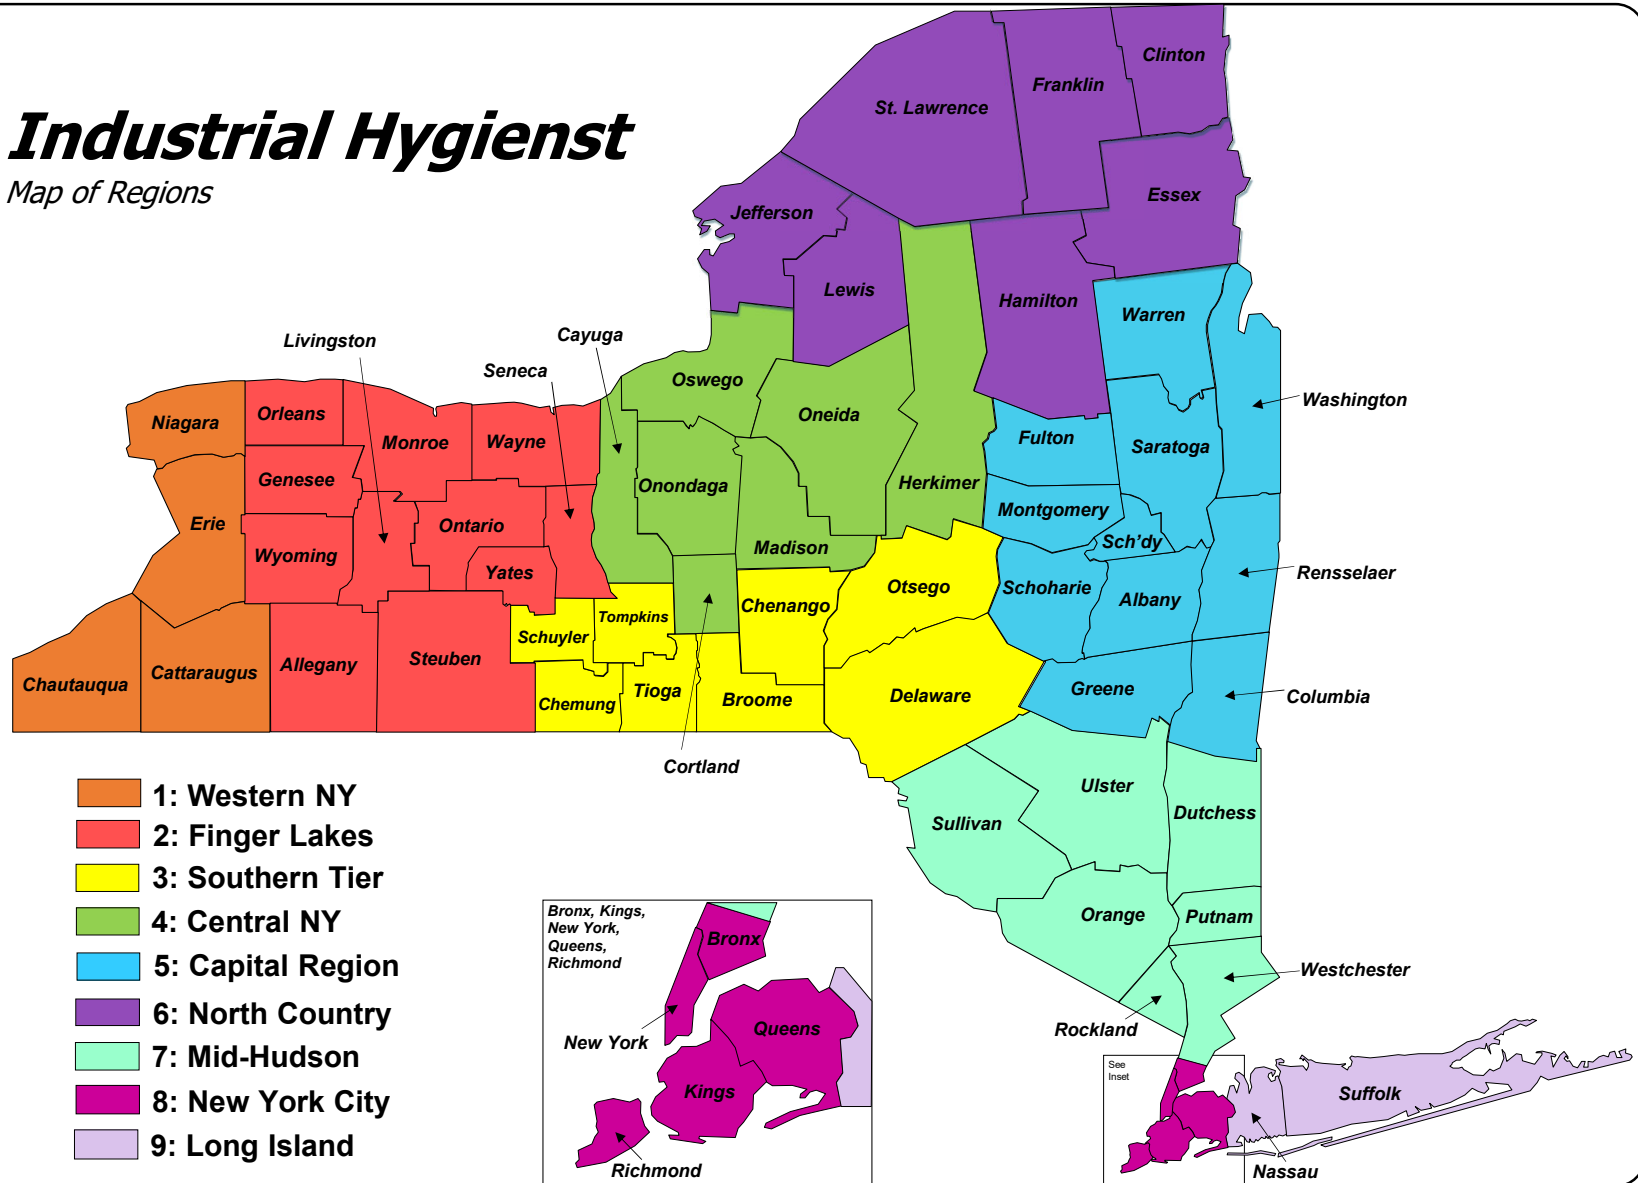 Industrial Hygienst
Map of Regions
Clinton
Franklin
St. Lawrence
Essex
Jefferson
Lewis
Hamilton
Warren
Livingston
Cayuga
Seneca
Oswego
Washington
Niagara
Orleans
Monroe
Wayne
Oneida
Fulton
Saratoga
Genesee
Onondaga
Herkimer
Montgomery
Erie
Ontario
Wyoming
Madison
Sch'dy
Yates
Otsego
Schoharie
Albany
Rensselaer
Chenango
Tompkins
Schuyler
Chautauqua
Cattaraugus
Allegany
Steuben
Chemung
Tioga
Broome
Delaware
Greene
Columbia
Cortland
Ulster
Dutchess
Sullivan
Orange
Putnam
Westchester
Rockland
1: Western NY
2: Finger Lakes
3: Southern Tier
4: Central NY
5: Capital Region
6: North Country
7: Mid-Hudson
8: New York City
9: Long Island
Bronx, Kings,
New York,
Queens,
Richmond
Bronx
New York
Queens
Kings
Richmond
See
Inset
Suffolk
Nassau